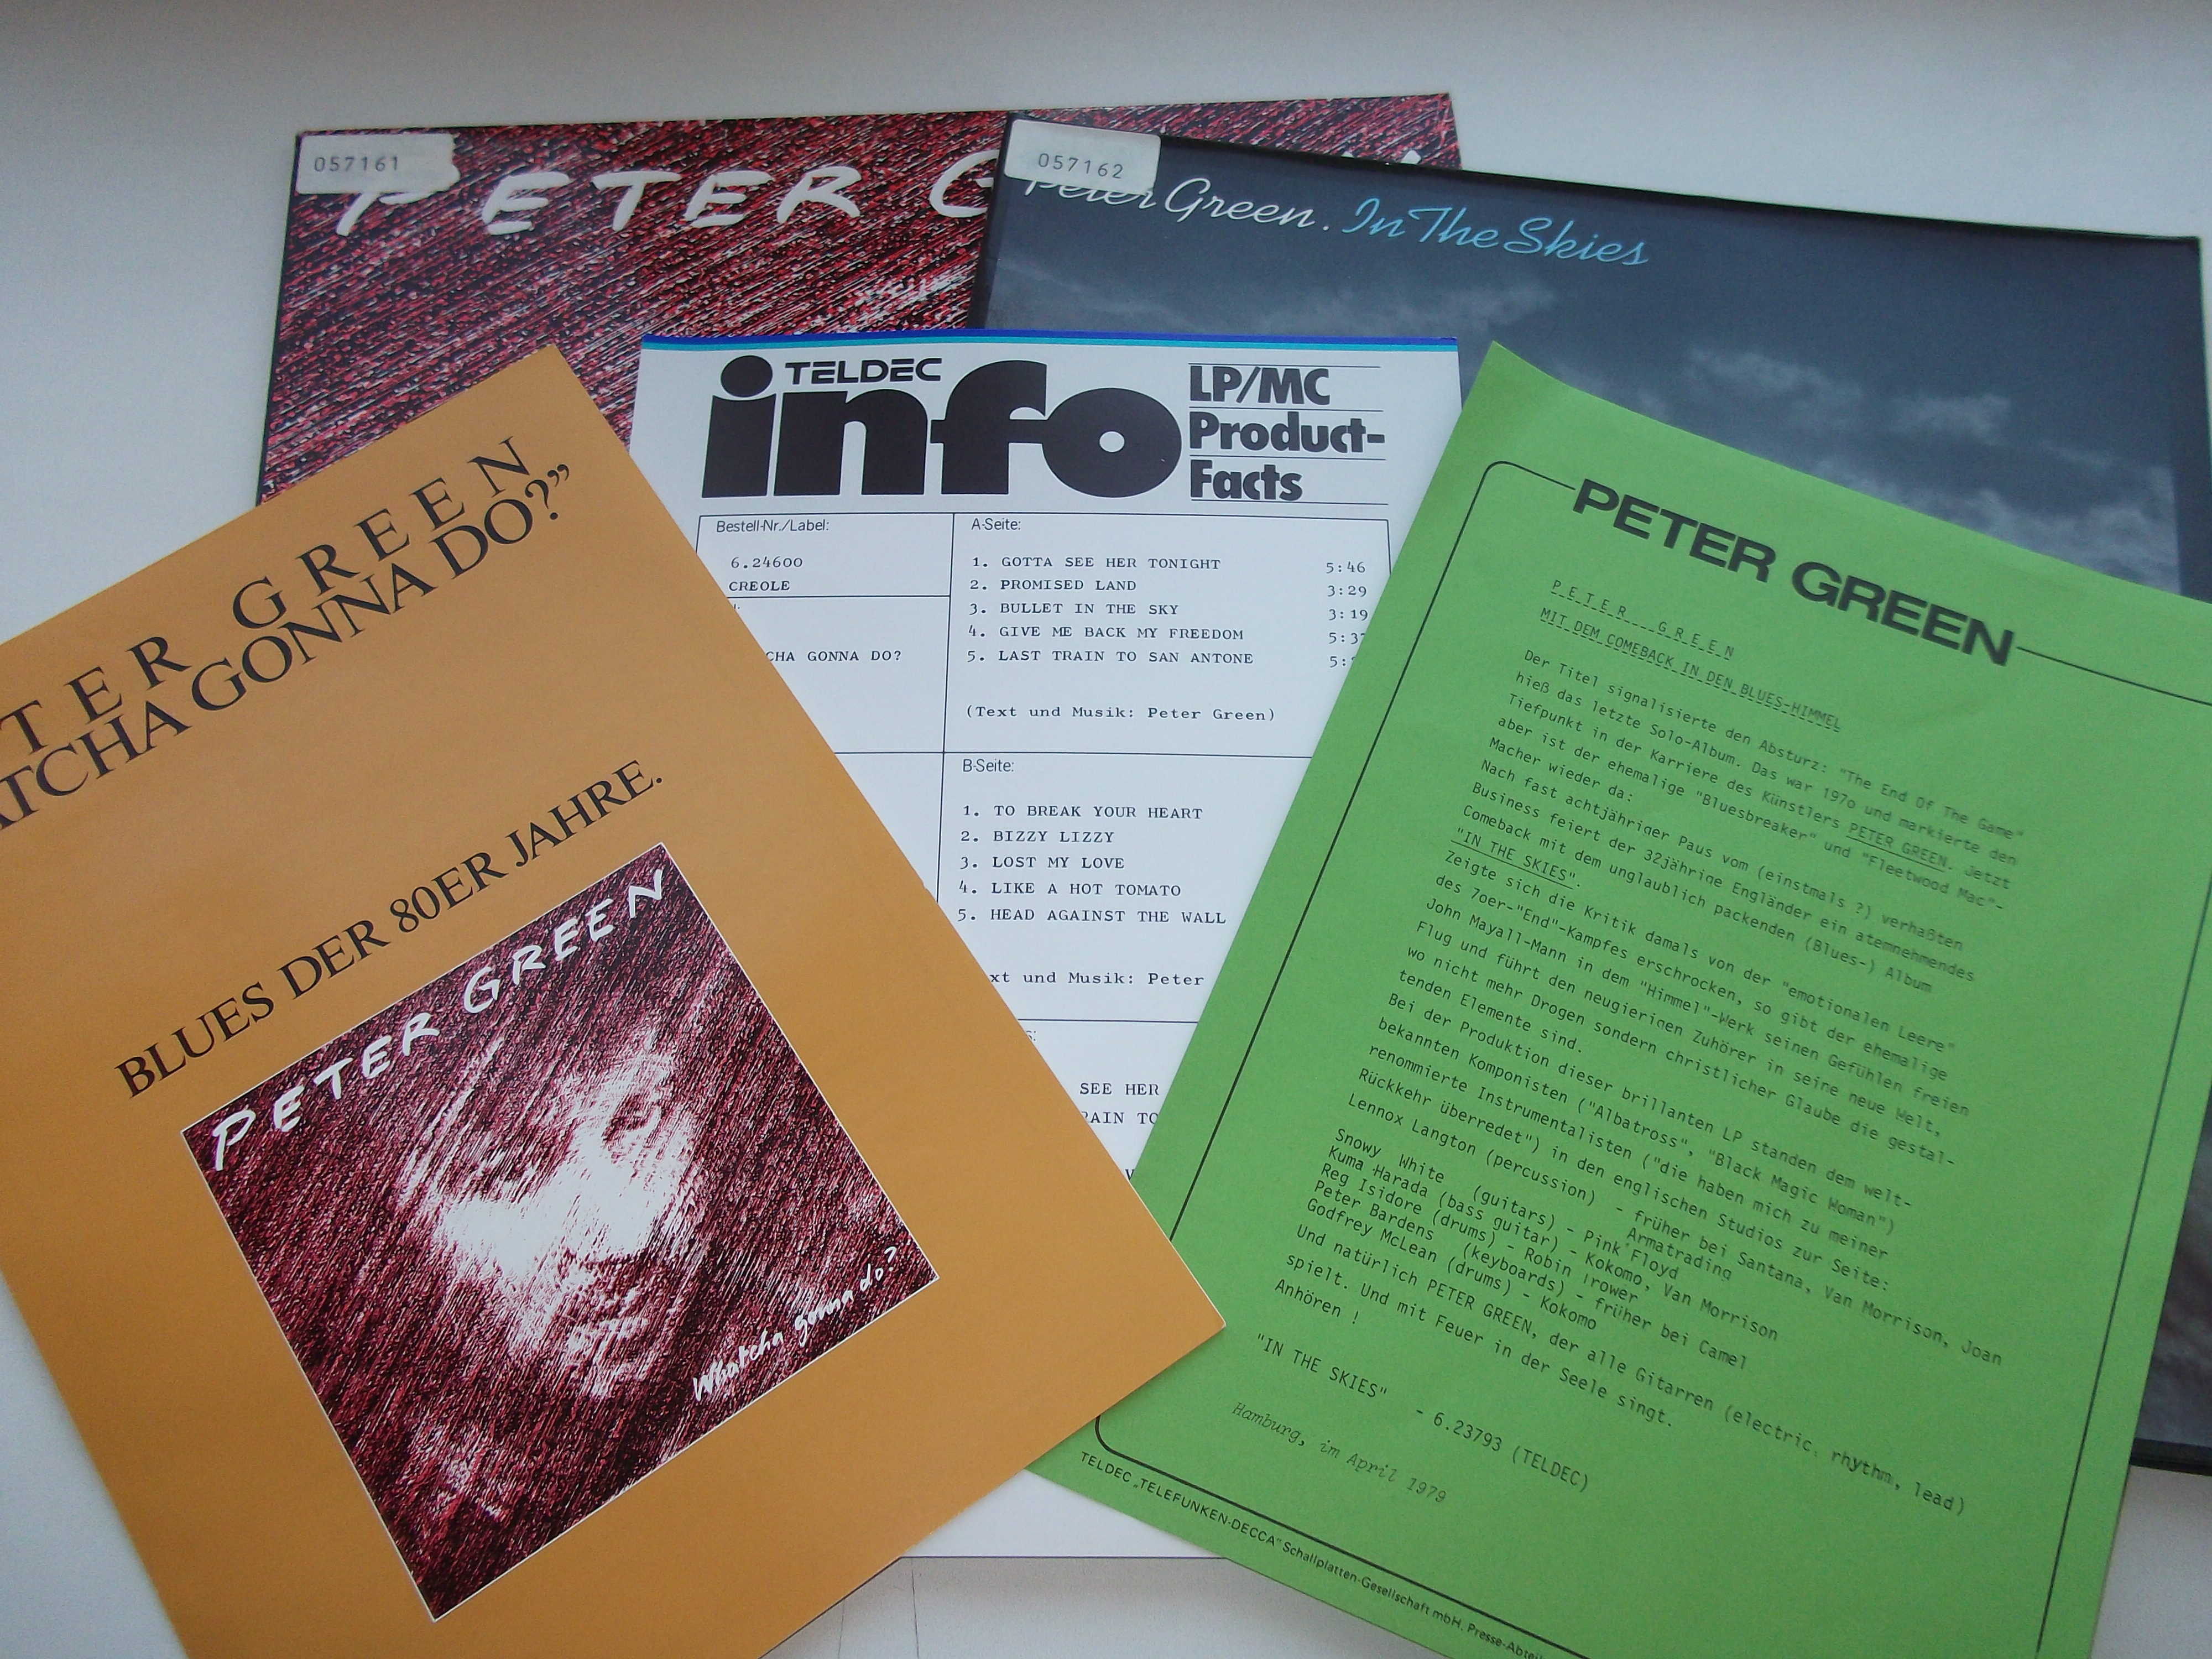 057161
PETER G
057162
Peter Green. In The Skies
PETER GREEN
GONNA DO?”
BLUES DER 80ER JAHRE.
PETER GREEN
Whatcha gonna do?
TELDEC
info
LP/MC
Product-
Facts
Bestell-Nr./Label:
6.24600
CREOLE
CHA GONNA DO?
A-Seite:
1. GOTTA SEE HER TONIGHT 5:46
2. PROMISED LAND 3:29
3. BULLET IN THE SKY 3:19
4. GIVE ME BACK MY FREEDOM 5:37
5. LAST TRAIN TO SAN ANTONE 5:
(Text und Musik: Peter Green)
B-Seite:
1. TO BREAK YOUR HEART
2. BIZZY LIZZY
3. LOST MY LOVE
4. LIKE A HOT TOMATO
5. HEAD AGAINST THE WALL
xt und Musik: Peter
SEE HER
RAIN TO
PETER GREEN
P E T E R G R E E N
MIT DEM COMEBACK IN DEN BLUES-HIMMEL
Der Titel signalisierte den Absturz: "The End Of The Game"
hieß das letzte Solo-Album. Das war 197o und markierte den
Tiefpunkt in der Karriere des Künstlers PETER GREEN. Jetzt
aber ist der ehemalige "Bluesbreaker" und "Fleetwood Mac"-
Macher wieder da:
Nach fast achtjähriger Paus vom (einstmals ?) verhaßten
Business feiert der 32jährige Engländer ein atemnehmendes
Comeback mit dem unglaublich packenden (Blues-) Album
"IN THE SKIES".
Zeigte sich die Kritik damals von der "emotionalen Leere"
des 7oer-"End"-Kampfes erschrocken, so gibt der ehemalige
John Mayall-Mann in dem "Himmel"-Werk seinen Gefühlen freien
Flug und führt den neugierigen Zuhörer in seine neue Welt,
wo nicht mehr Drogen sondern christlicher Glaube die gestal-
tenden Elemente sind.
Bei der Produktion dieser brillanten LP standen dem welt-
bekannten Komponisten ("Albatross", "Black Magic Woman")
renommierte Instrumentalisten ("die haben mich zu meiner
Rückkehr überredet") in den englischen Studios zur Seite:
Lennox Langton (percussion) - früher bei Santana, Van Morrison, Joan
Armatrading
Snowy White (guitars) - Pink Floyd
Kuma Harada (bass guitar) - Kokomo, Van Morrison
Reg Isidore (drums) - Robin Trower
Peter Bardens (keyboards) - früher bei Camel
Godfrey McLean (drums) - Kokomo
Und natürlich PETER GREEN, der alle Gitarren (electric, rhythm, lead)
spielt. Und mit Feuer in der Seele singt.
Anhören !
"IN THE SKIES" - 6.23793 (TELDEC)
Hamburg, im April 1979
TELDEC „TELEFUNKEN-DECCA" Schallplatten-Gesellschaft mbH. Presse-Abtei